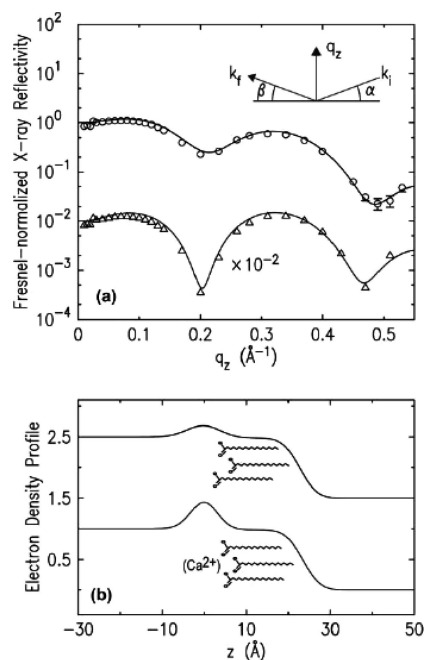 Fresnel-normalized X-ray Reflectivity
10²
10¹
10⁰
10⁻¹
10⁻²
10⁻³
10⁻⁴
q_z
k_f
k_i
β
α
×10⁻²
(a)
0 0.1 0.2 0.3 0.4 0.5
q_z (Å⁻¹)
Electron Density Profile
2.5
1.5
0.5
(Ca²⁺)
(b)
-30 -10 10 30 50
z (Å)